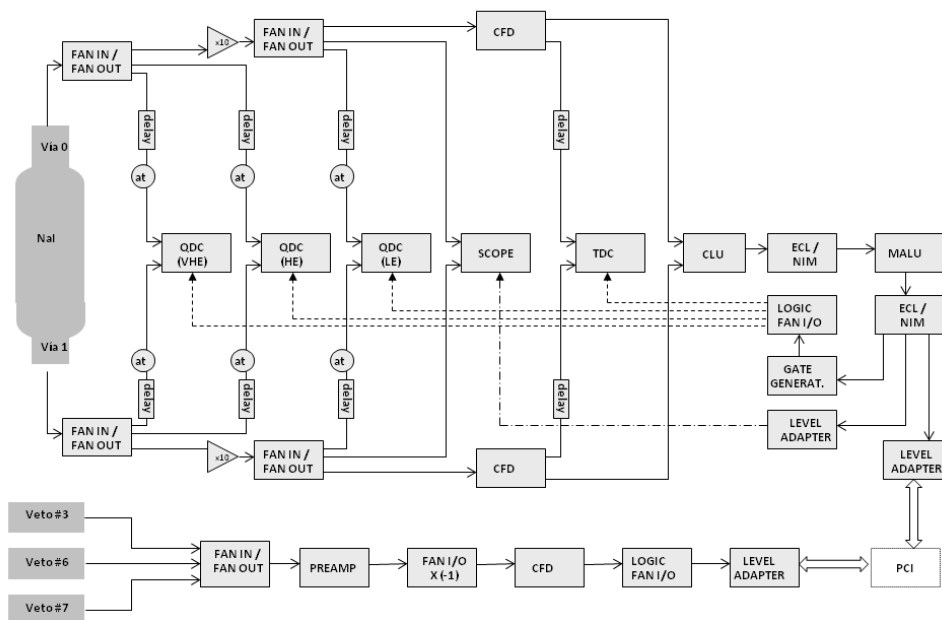 FAN IN /
FAN OUT
x10
FAN IN /
FAN OUT
CFD
delay
delay
delay
delay
Via 0
at
at
at
NaI
QDC
(VHE)
QDC
(HE)
QDC
(LE)
SCOPE
TDC
CLU
ECL /
NIM
MALU
LOGIC
FAN I/O
ECL /
NIM
Via 1
at
at
at
GATE
GENERAT.
delay
delay
delay
delay
FAN IN /
FAN OUT
x10
FAN IN /
FAN OUT
CFD
LEVEL
ADAPTER
LEVEL
ADAPTER
Veto #3
Veto #6
Veto #7
FAN IN /
FAN OUT
PREAMP
FAN I/O
X (-1)
CFD
LOGIC
FAN I/O
LEVEL
ADAPTER
PCI